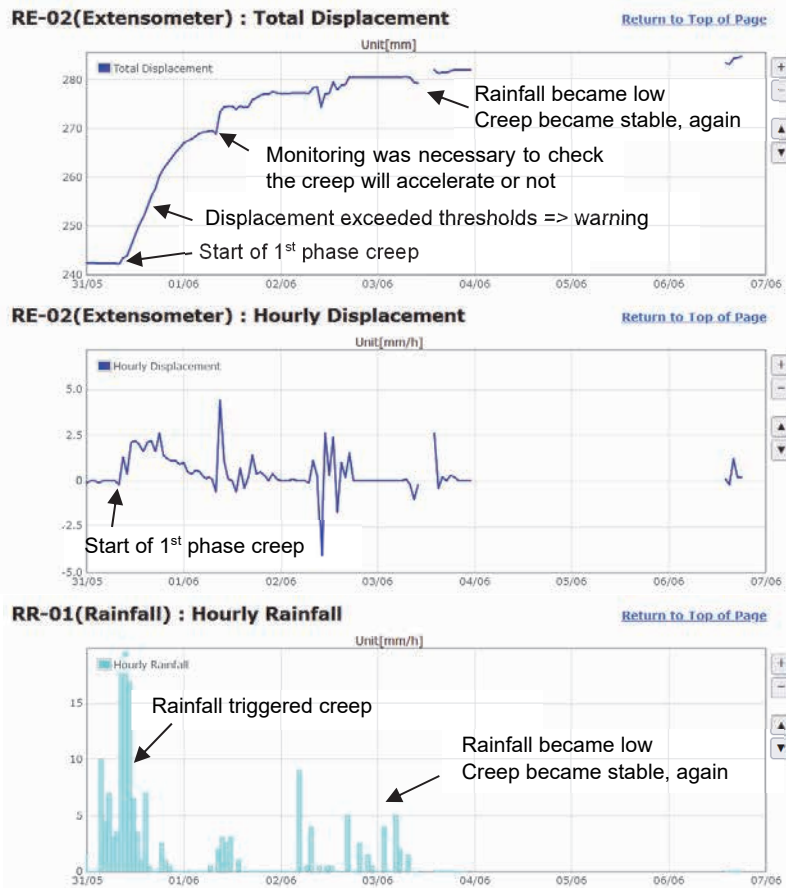 RE-02(Extensometer) : Total Displacement
Return to Top of Page
Unit[mm]
Total Displacement
280
270
260
250
240
Rainfall became low
Creep became stable, again
Monitoring was necessary to check
the creep will accelerate or not
Displacement exceeded thresholds => warning
Start of 1st phase creep
31/05 01/06 02/06 03/06 04/06 05/06 06/06 07/06
+
−
▲
▼
RE-02(Extensometer) : Hourly Displacement
Return to Top of Page
Unit[mm/h]
Hourly Displacement
5.0
2.5
0
-2.5
-5.0
Start of 1st phase creep
31/05 01/06 02/06 03/06 04/06 05/06 06/06 07/06
+
−
▲
▼
RR-01(Rainfall) : Hourly Rainfall
Return to Top of Page
Unit[mm/h]
Hourly Rainfall
15
10
5
0
Rainfall triggered creep
Rainfall became low
Creep became stable, again
31/05 01/06 02/06 03/06 04/06 05/06 06/06 07/06
+
−
▲
▼